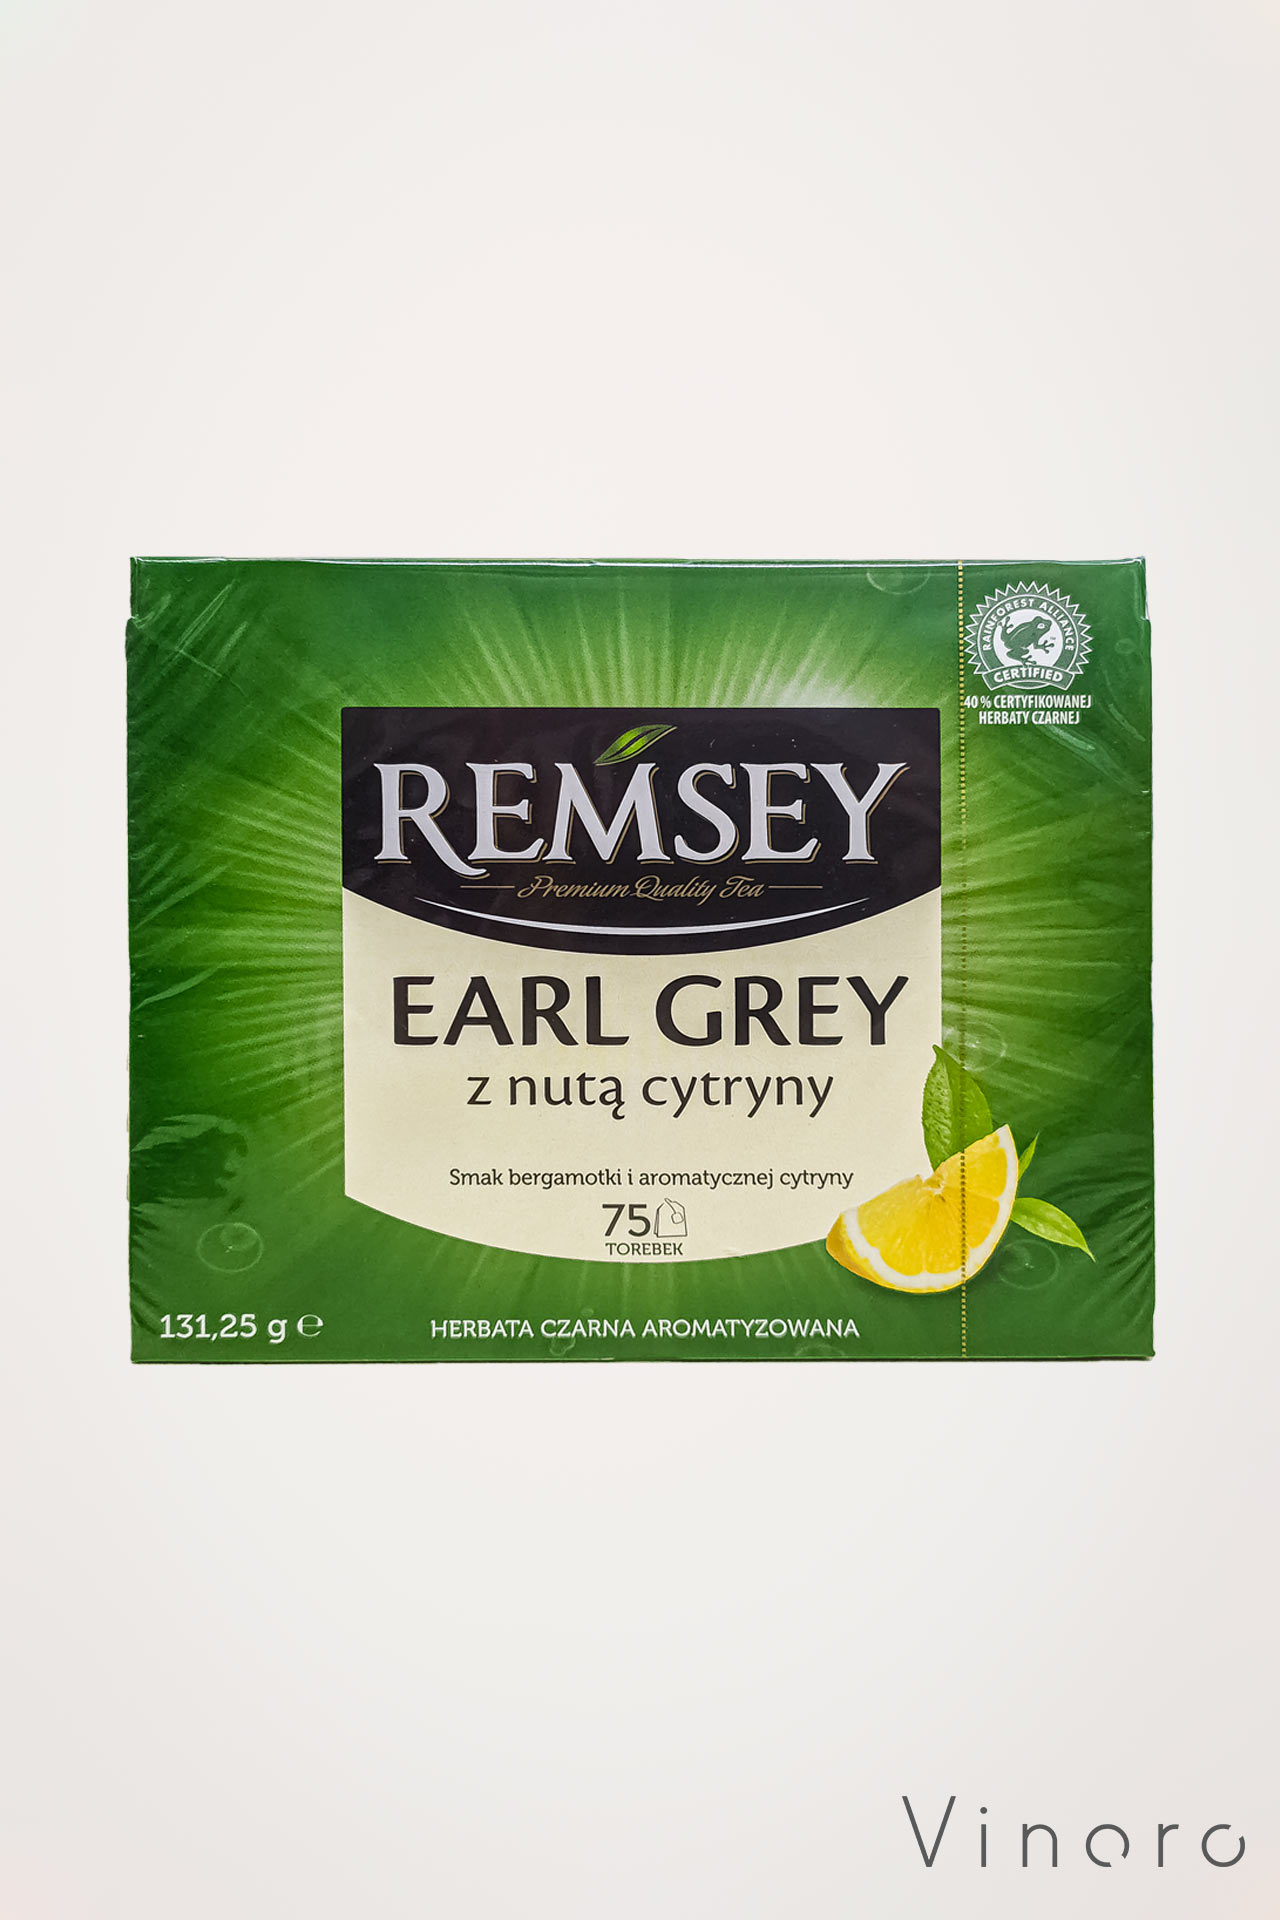 RAINFOREST ALLIANCE
CERTIFIED
40 % CERTYFIKOWANEJ
HERBATY CZARNEJ
REMSEY
Premium Quality Tea
EARL GREY
z nutą cytryny
Smak bergamotki i aromatycznej cytryny
75
TOREBEK
131,25 g ℮
HERBATA CZARNA AROMATYZOWANA
Vinoro